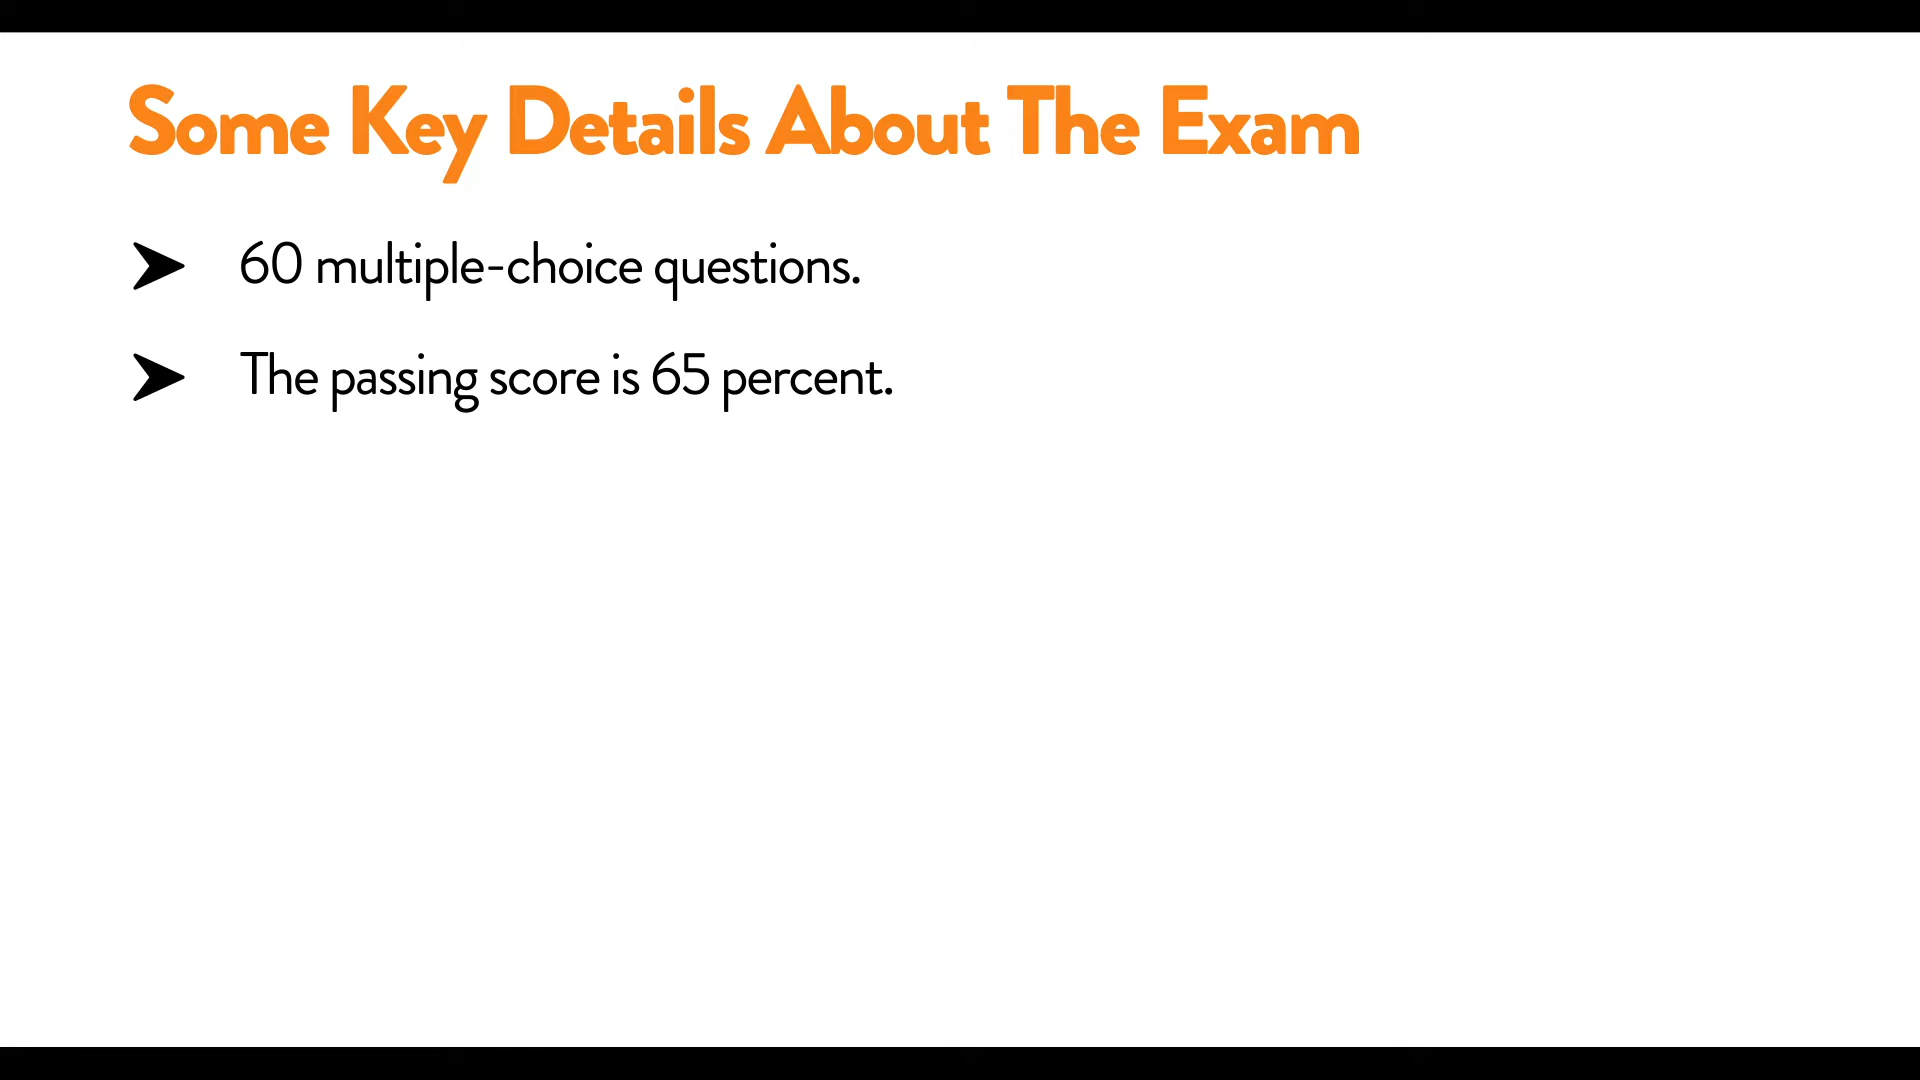 Some Key Details About The Exam
➤ 60 multiple-choice questions.
➤ The passing score is 65 percent.